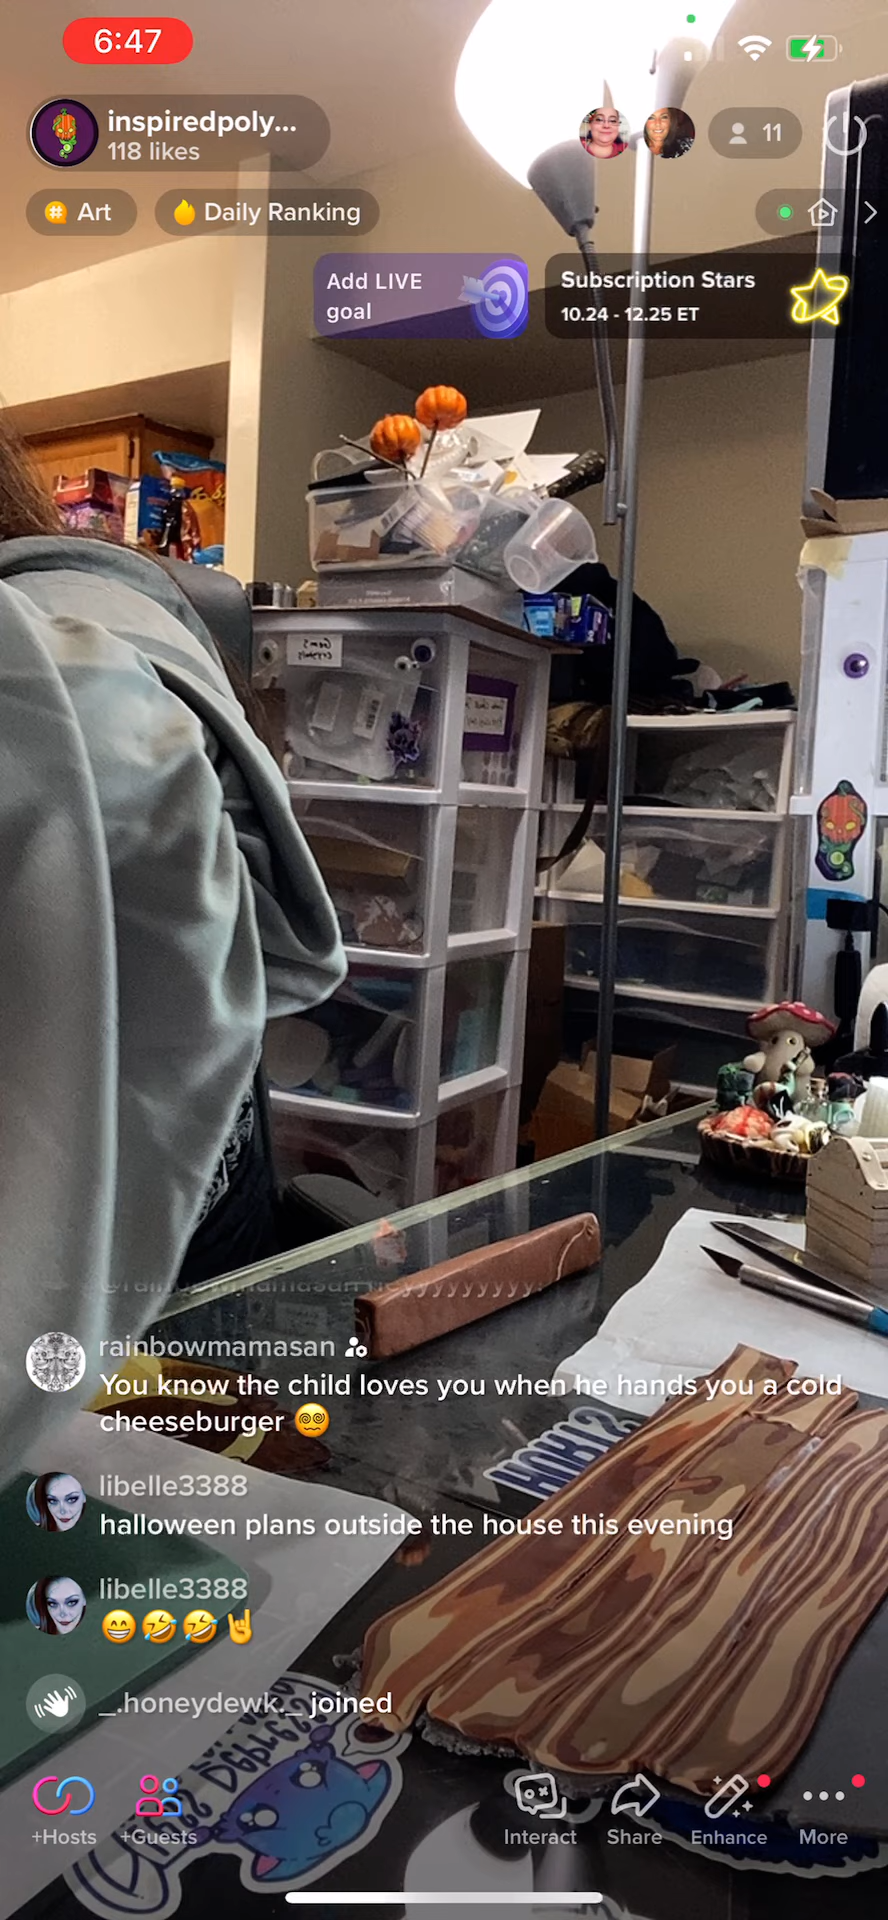 6:47
inspiredpoly...
118 likes
11
Art
Daily Ranking
Add LIVE
goal
Subscription Stars
10.24 - 12.25 ET
Gems
crystals
rainbowmamasan
You know the child loves you when he hands you a cold
cheeseburger 😵‍💫
libelle3388
halloween plans outside the house this evening
libelle3388
😁🤣🤣🤘
_.honeydewk._ joined
+Hosts
+Guests
Interact
Share
Enhance
More